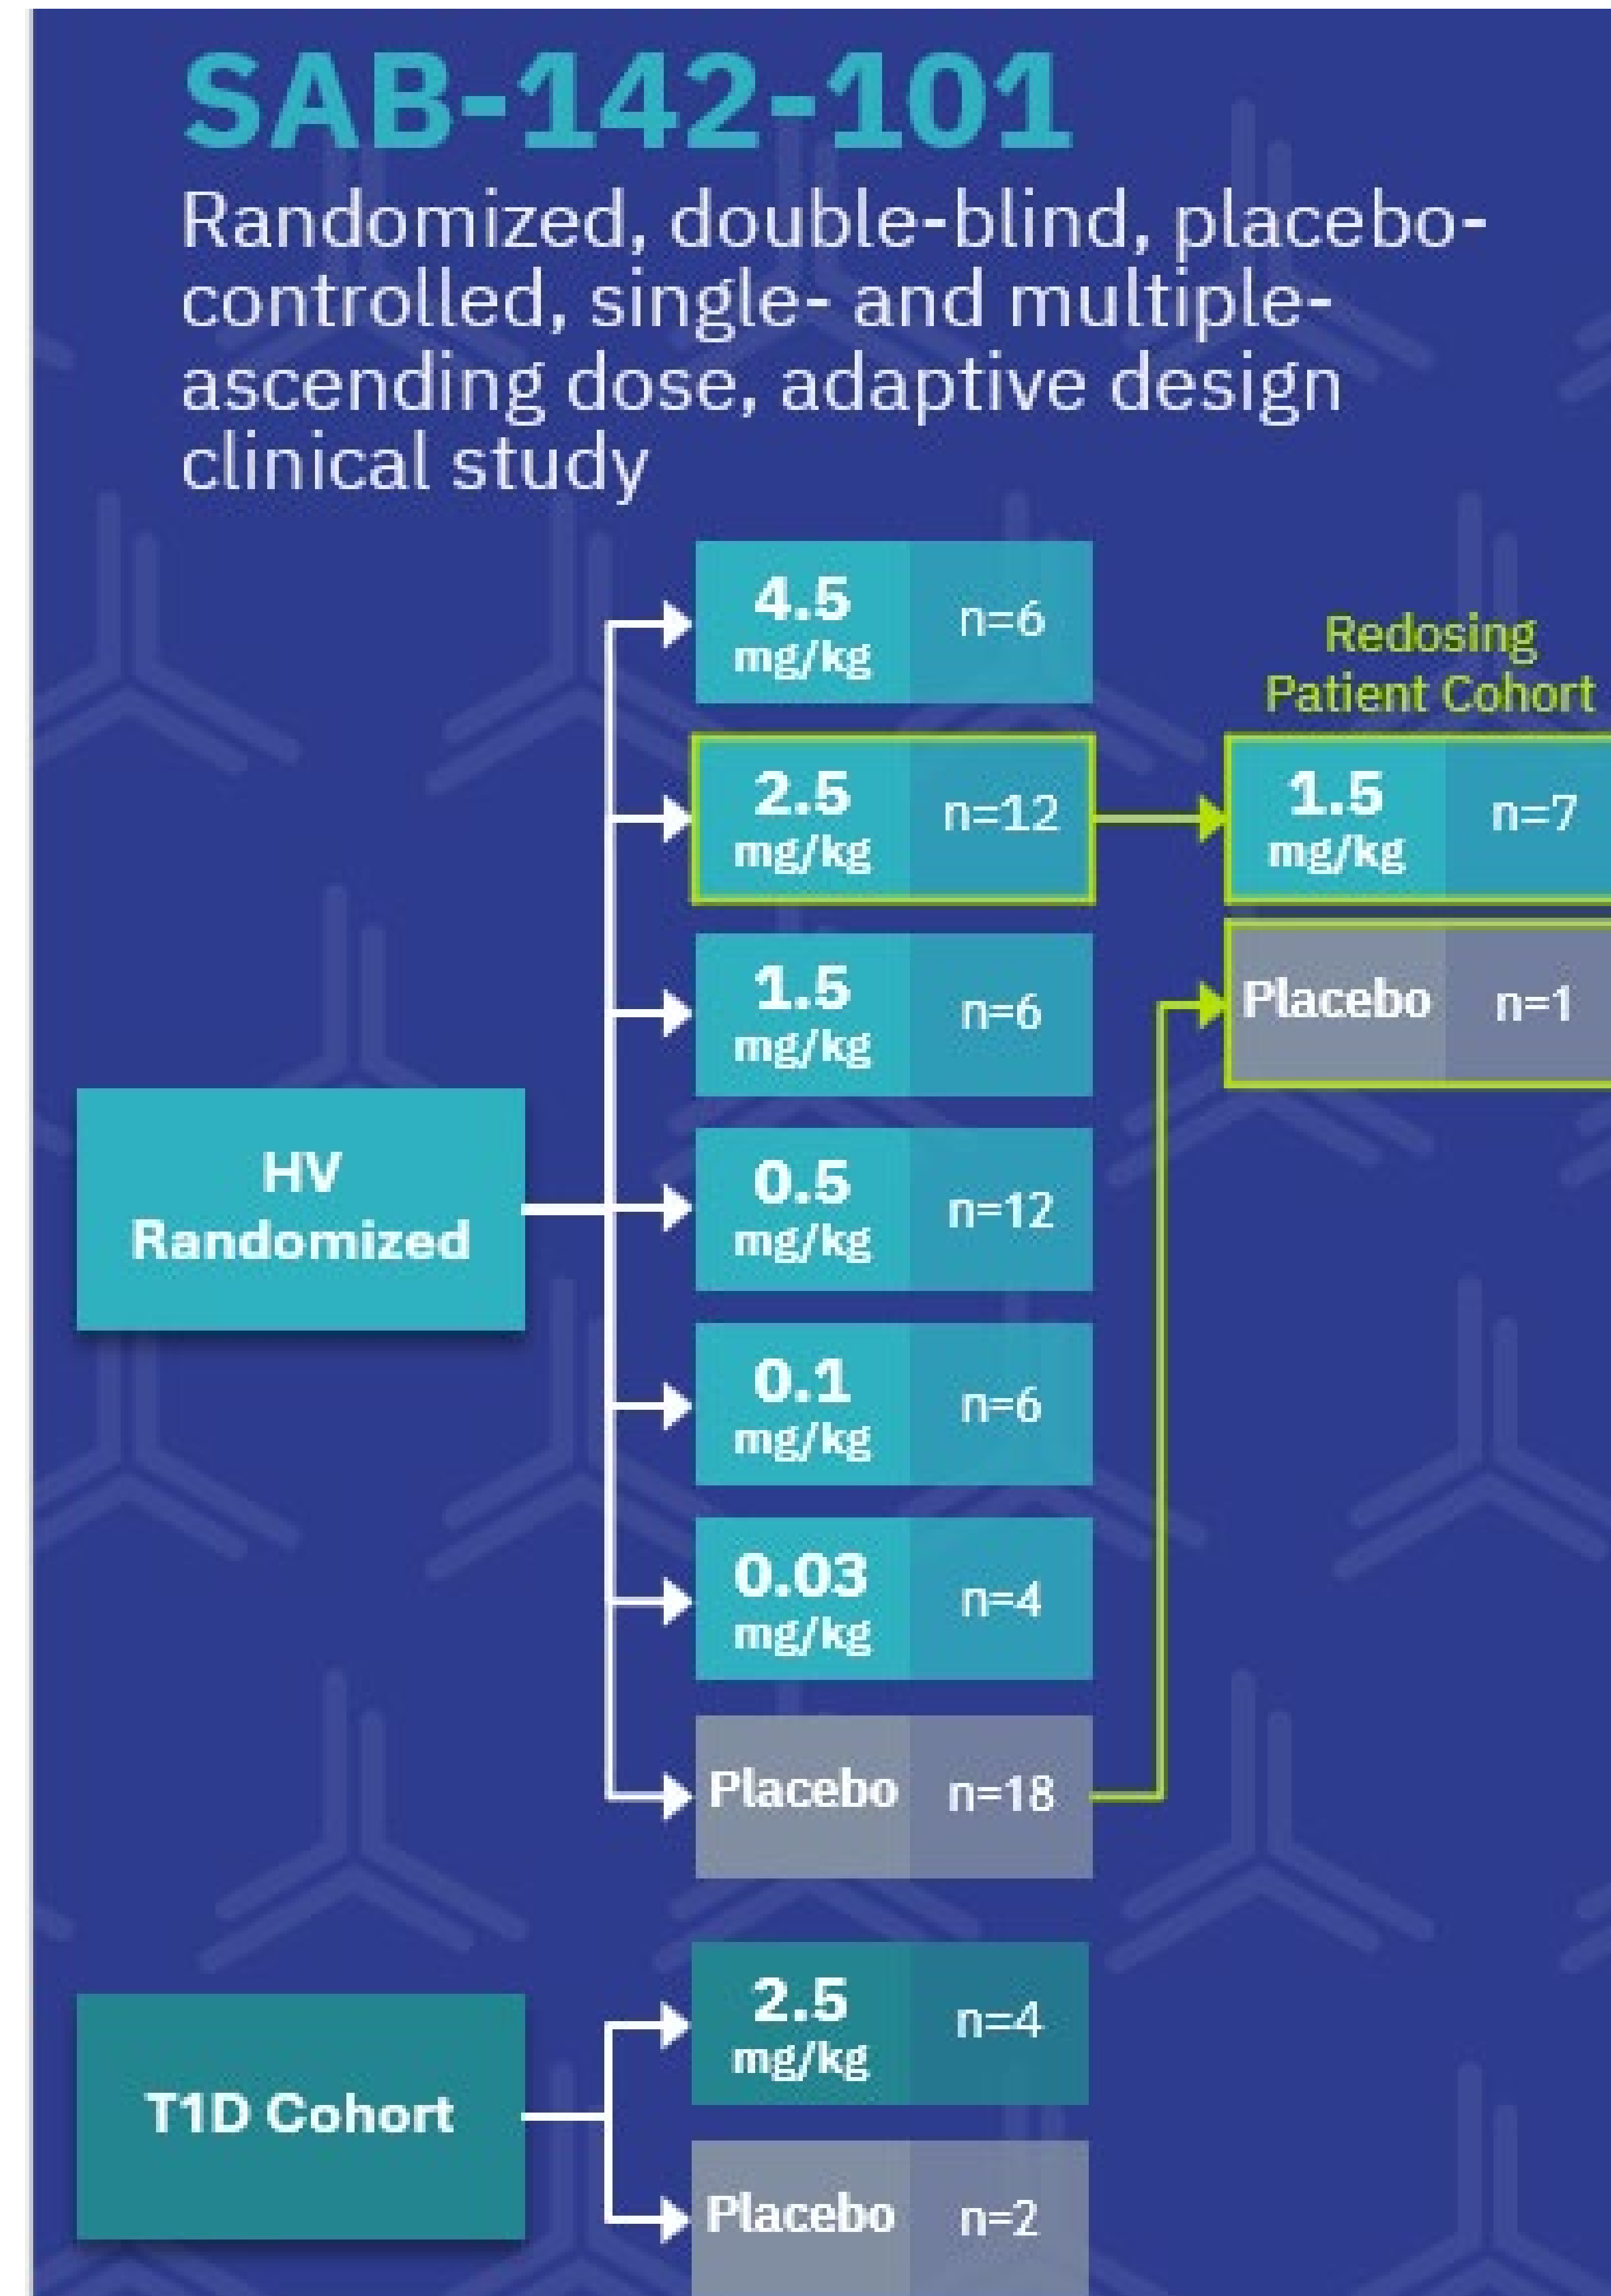 SAB-142-101
Randomized, double-blind, placebo-
controlled, single- and multiple-
ascending dose, adaptive design
clinical study
4.5
mg/kg
n=6
Redosing
Patient Cohort
2.5
mg/kg
n=12
1.5
mg/kg
n=7
1.5
mg/kg
n=6
Placebo
n=1
HV
Randomized
0.5
mg/kg
n=12
0.1
mg/kg
n=6
0.03
mg/kg
n=4
Placebo
n=18
T1D Cohort
2.5
mg/kg
n=4
Placebo
n=2